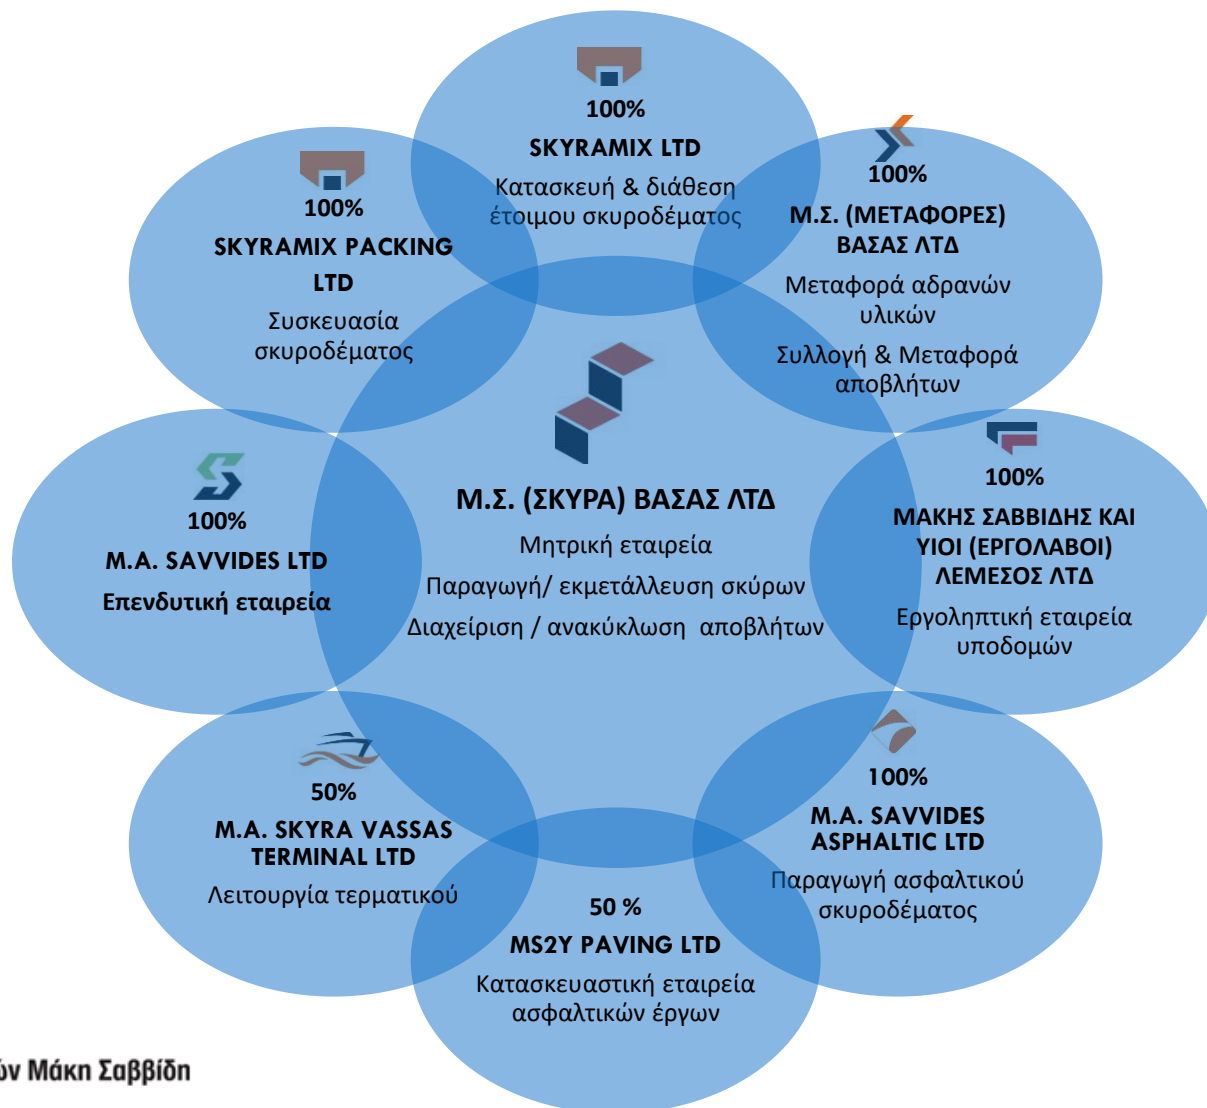 100%
SKYRAMIX LTD
Κατασκευή & διάθεση
έτοιμου σκυροδέματος
100%
Μ.Σ. (ΜΕΤΑΦΟΡΕΣ)
ΒΑΣΑΣ ΛΤΔ
Μεταφορά αδρανών
υλικών
Συλλογή & Μεταφορά
αποβλήτων
100%
SKYRAMIX PACKING
LTD
Συσκευασία
σκυροδέματος
Μ.Σ. (ΣΚΥΡΑ) ΒΑΣΑΣ ΛΤΔ
Μητρική εταιρεία
Παραγωγή/ εκμετάλλευση σκύρων
Διαχείριση / ανακύκλωση αποβλήτων
100%
ΜΑΚΗΣ ΣΑΒΒΙΔΗΣ ΚΑΙ
ΥΙΟΙ (ΕΡΓΟΛΑΒΟΙ)
ΛΕΜΕΣΟΣ ΛΤΔ
Εργοληπτική εταιρεία
υποδομών
100%
M.A. SAVVIDES LTD
Επενδυτική εταιρεία
100%
M.A. SAVVIDES
ASPHALTIC LTD
Παραγωγή ασφαλτικού
σκυροδέματος
50%
M.A. SKYRA VASSAS
TERMINAL LTD
Λειτουργία τερματικού
50 %
MS2Y PAVING LTD
Κατασκευαστική εταιρεία
ασφαλτικών έργων
Μάκη Σαββίδη